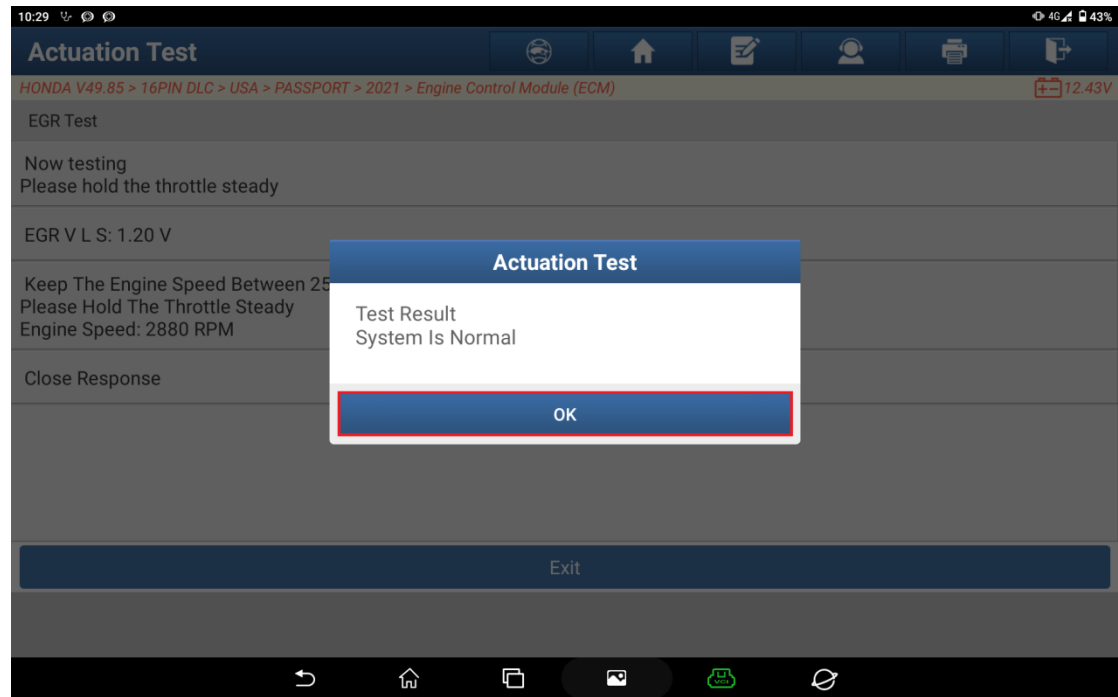 10:29
4G 43%
Actuation Test
HONDA V49.85 > 16PIN DLC > USA > PASSPORT > 2021 > Engine Control Module (ECM)
12.43V
EGR Test
Now testing
Please hold the throttle steady
EGR V L S: 1.20 V
Keep The Engine Speed Between 25
Please Hold The Throttle Steady
Engine Speed: 2880 RPM
Close Response
Actuation Test
Test Result
System Is Normal
OK
Exit
VCI